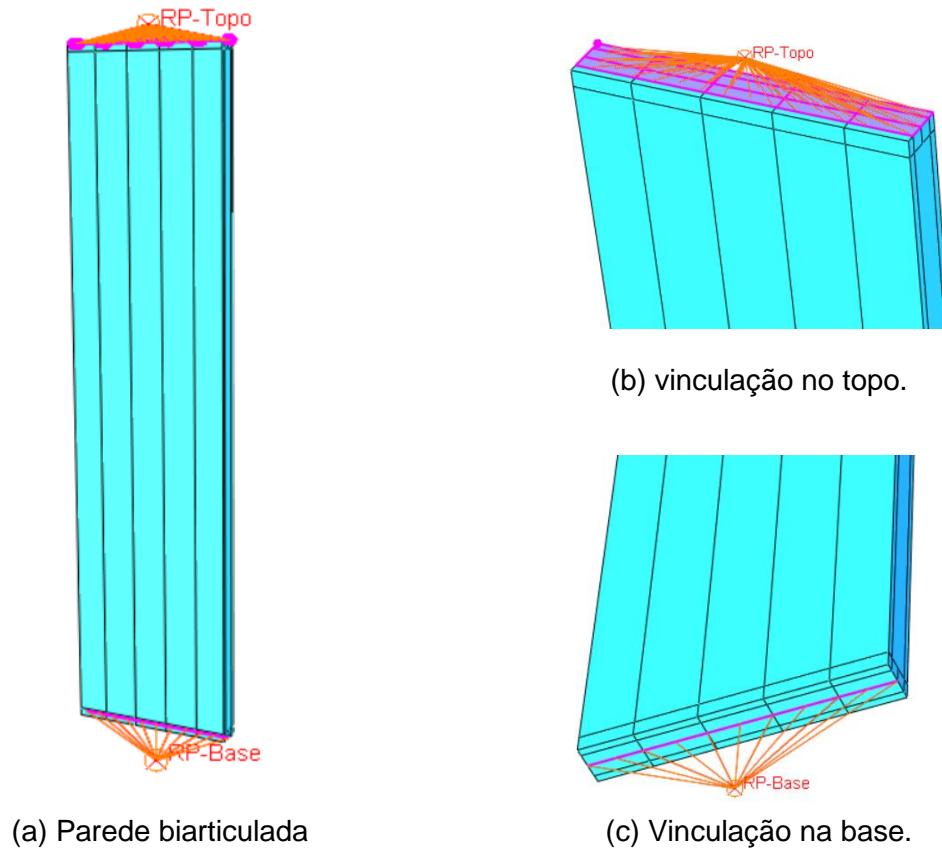 RP-Topo
RP-Base
(a) Parede biarticulada
RP-Topo
(b) vinculação no topo.
RP-Base
(c) Vinculação na base.